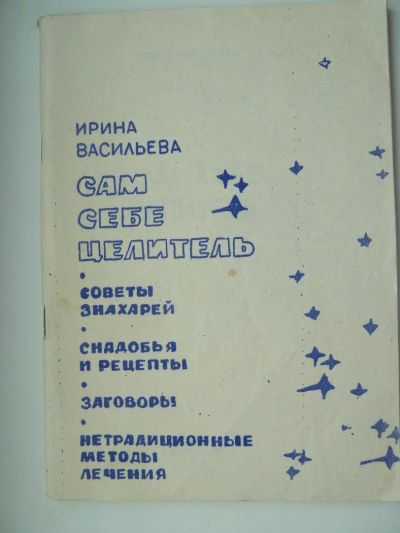 ИРИНА
ВАСИЛЬЕВА
САМ
СЕБЕ
ЦЕЛИТЕЛЬ
• СОВЕТЫ
ЗНАХАРЕЙ
• СНАДОБЬЯ
И РЕЦЕПТЫ
• ЗАГОВОРЫ
• НЕТРАДИЦИОННЫЕ
МЕТОДЫ
ЛЕЧЕНИЯ